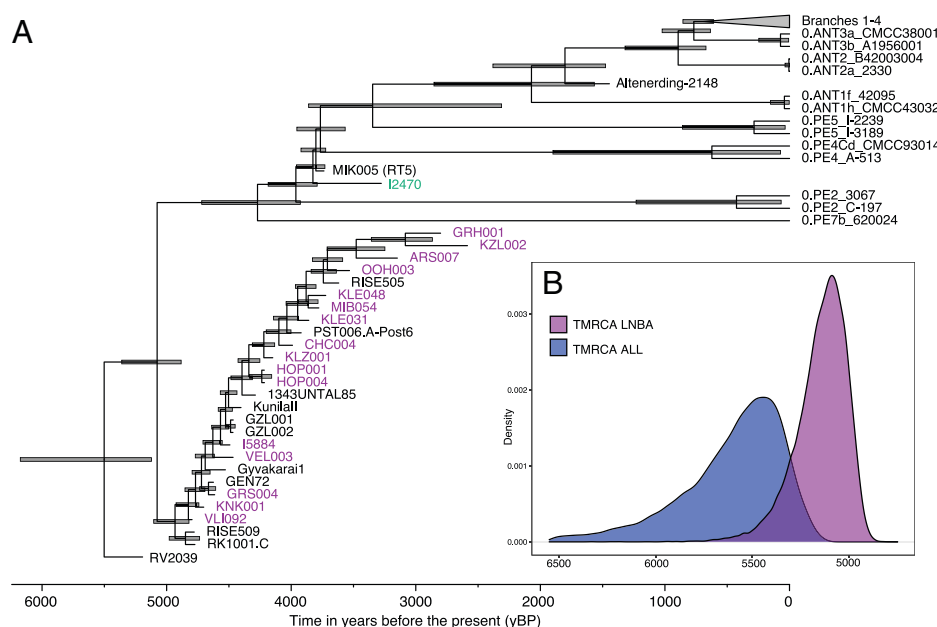 A
Branches 1-4
0.ANT3a_CMCC38001
0.ANT3b_A1956001
0.ANT2_B42003004
0.ANT2a_2330
Altenerding-2148
0.ANT1f_42095
0.ANT1h_CMCC43032
0.PE5_I-2239
0.PE5_I-3189
0.PE4Cd_CMCC93014
0.PE4_A-513
MIK005 (RT5)
I2470
0.PE2_3067
0.PE2_C-197
0.PE7b_620024
GRH001
KZL002
ARS007
OOH003
RISE505
KLE048
MIB054
KLE031
PST006.A-Post6
CHC004
KLZ001
HOP001
HOP004
1343UNTAL85
KunilaII
GZL001
GZL002
I5884
VEL003
Gyvakarai1
GEN72
GRS004
KNK001
VLI092
RISE509
RK1001.C
RV2039
6000 5000 4000 3000 2000 1000 0
Time in years before the present (yBP)
B
TMRCA LNBA
TMRCA ALL
Density
0.003
0.002
0.001
0.000
6500 6000 5500 5000